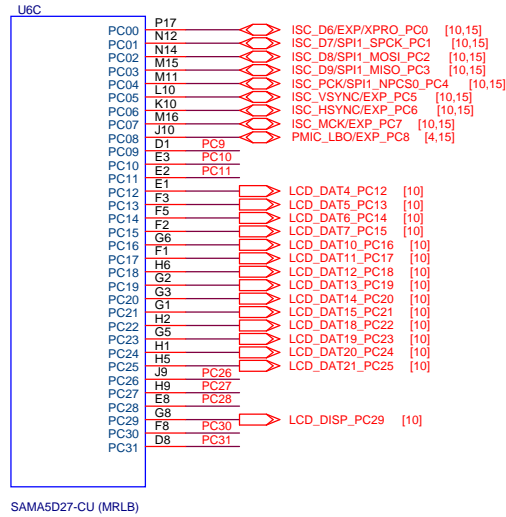 U6C
PC00 P17 ISC_D6/EXP/XPRO_PC0 [10,15]
PC01 N12 ISC_D7/SPI1_SPCK_PC1 [10,15]
PC02 N14 ISC_D8/SPI1_MOSI_PC2 [10,15]
PC03 M15 ISC_D9/SPI1_MISO_PC3 [10,15]
PC04 M11 ISC_PCK/SPI1_NPCS0_PC4 [10,15]
PC05 L10 ISC_VSYNC/EXP_PC5 [10,15]
PC06 K10 ISC_HSYNC/EXP_PC6 [10,15]
PC07 M16 ISC_MCK/EXP_PC7 [10,15]
PC08 J10 PMIC_LBO/EXP_PC8 [4,15]
PC09 D1 PC9
PC10 E3 PC10
PC11 E2 PC11
PC12 E1 LCD_DAT4_PC12 [10]
PC13 F3 LCD_DAT5_PC13 [10]
PC14 F5 LCD_DAT6_PC14 [10]
PC15 F2 LCD_DAT7_PC15 [10]
PC16 G6 LCD_DAT10_PC16 [10]
PC17 F1 LCD_DAT11_PC17 [10]
PC18 H6 LCD_DAT12_PC18 [10]
PC19 G2 LCD_DAT13_PC19 [10]
PC20 G3 LCD_DAT14_PC20 [10]
PC21 G1 LCD_DAT15_PC21 [10]
PC22 H2 LCD_DAT18_PC22 [10]
PC23 G5 LCD_DAT19_PC23 [10]
PC24 H1 LCD_DAT20_PC24 [10]
PC25 H5 LCD_DAT21_PC25 [10]
PC26 J9 PC26
PC27 H9 PC27
PC28 E8 PC28
PC29 G8 LCD_DISP_PC29 [10]
PC30 F8 PC30
PC31 D8 PC31
SAMA5D27-CU (MRLB)